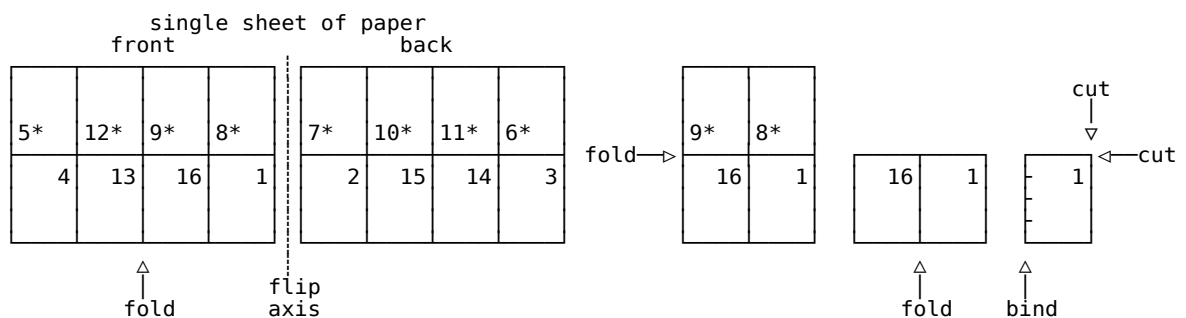 single sheet of paper
front
back
5* 12* 9* 8*
7* 10* 11* 6*
9* 8*
cut
fold
cut
4 13 16 1
2 15 14 3
16 1
16 1
1
flip
axis
fold
fold
bind